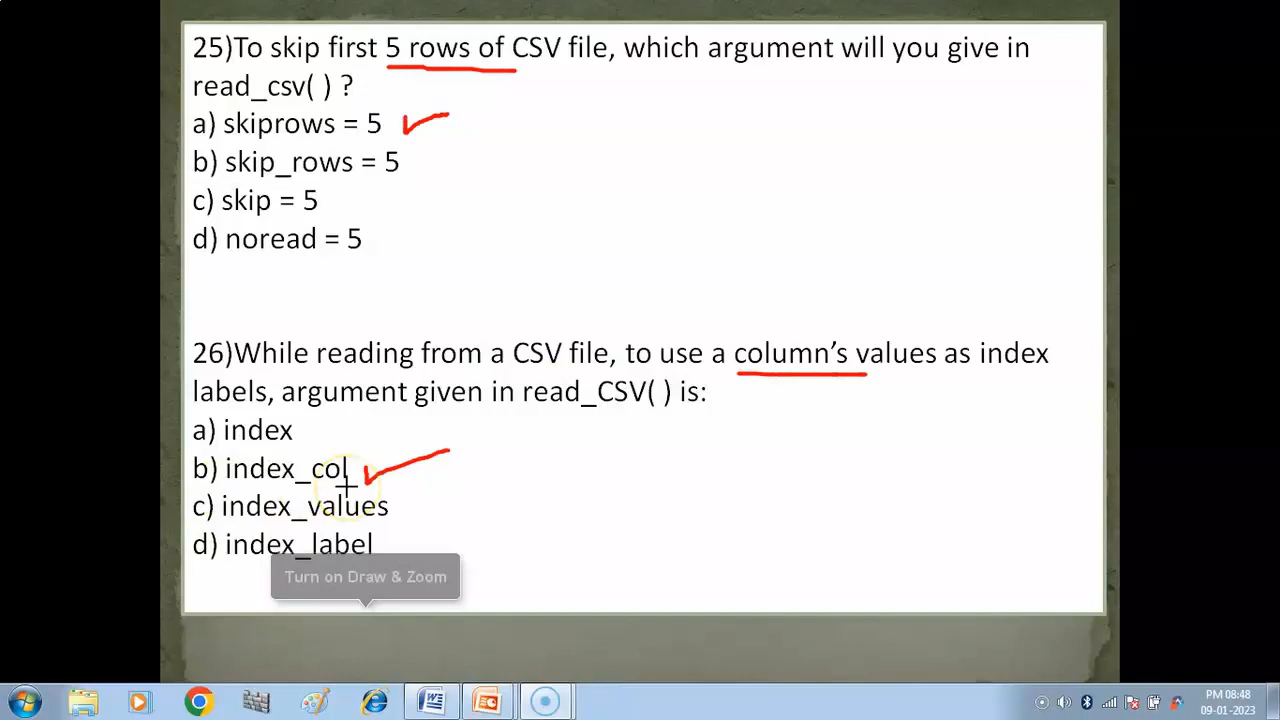 25)To skip first 5 rows of CSV file, which argument will you give in
read_csv( ) ?
a) skiprows = 5
b) skip_rows = 5
c) skip = 5
d) noread = 5
26)While reading from a CSV file, to use a column’s values as index
labels, argument given in read_CSV( ) is:
a) index
b) index_col
c) index_values
d) index_label
Turn on Draw & Zoom
PM 08:48
09-01-2023